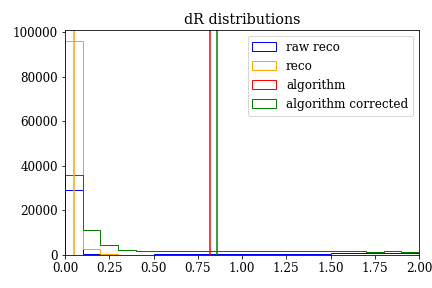 dR distributions
100000
80000
60000
40000
20000
0
raw reco
reco
algorithm
algorithm corrected
0.00 0.25 0.50 0.75 1.00 1.25 1.50 1.75 2.00